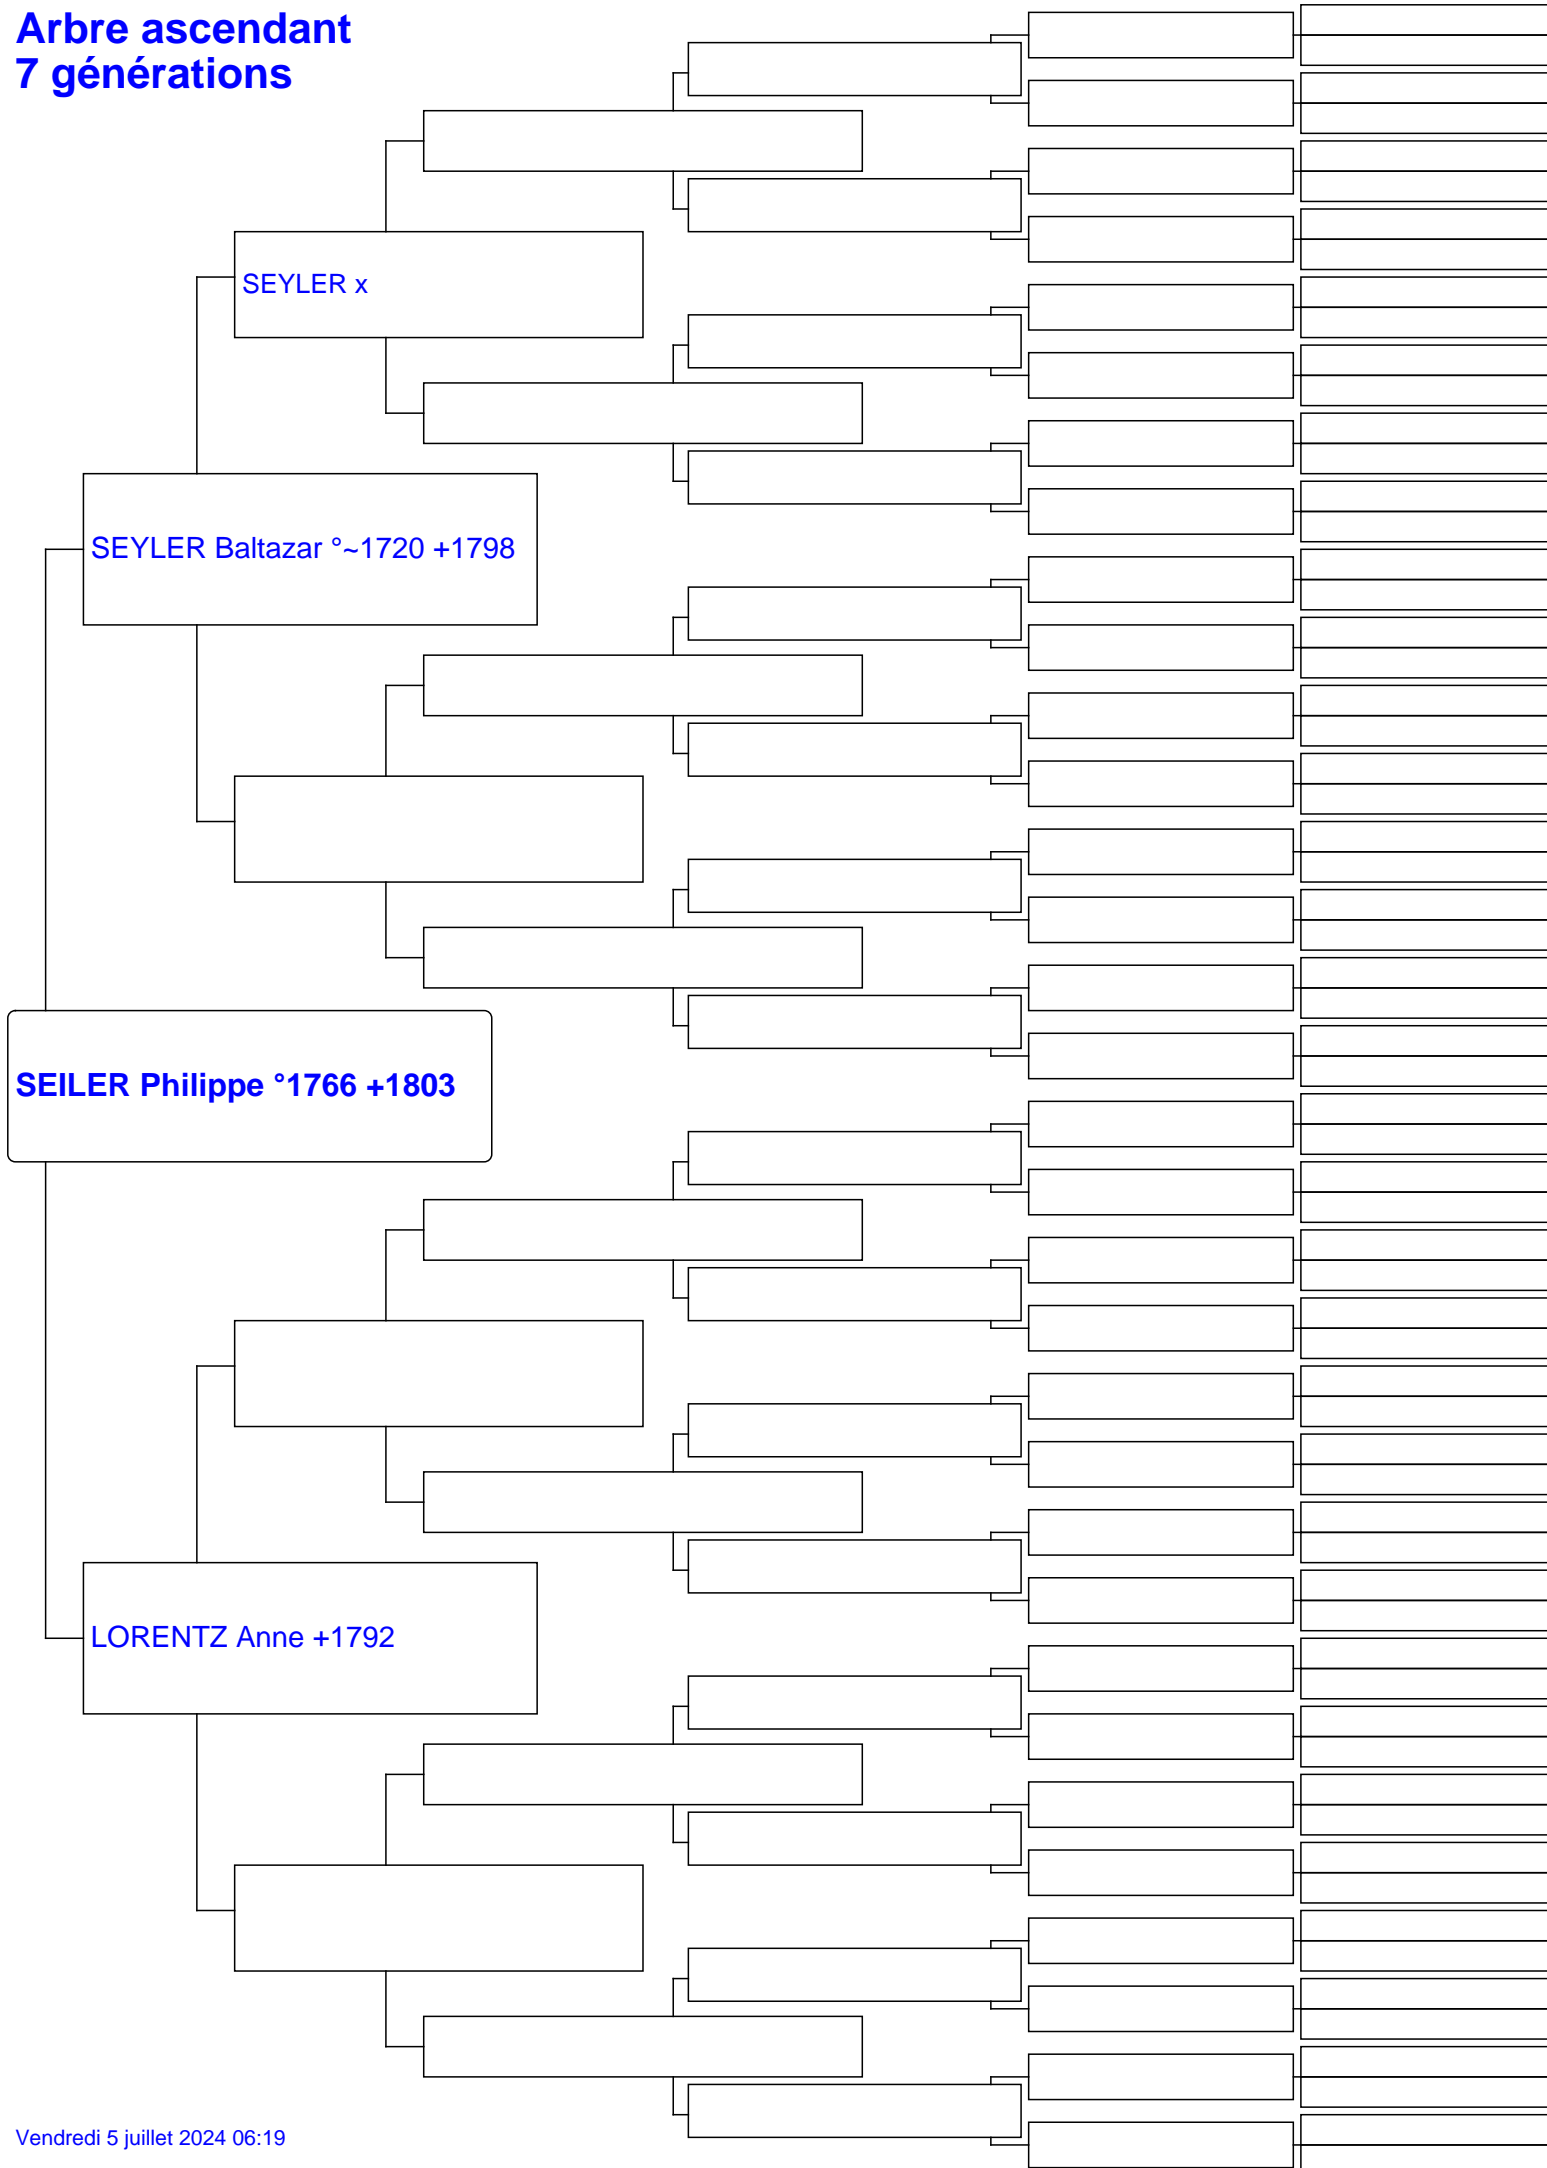 Arbre ascendant
7 générations
SEYLER x
SEYLER Baltazar °~1720 +1798
SEILER Philippe °1766 +1803
LORENTZ Anne +1792
Vendredi 5 juillet 2024 06:19